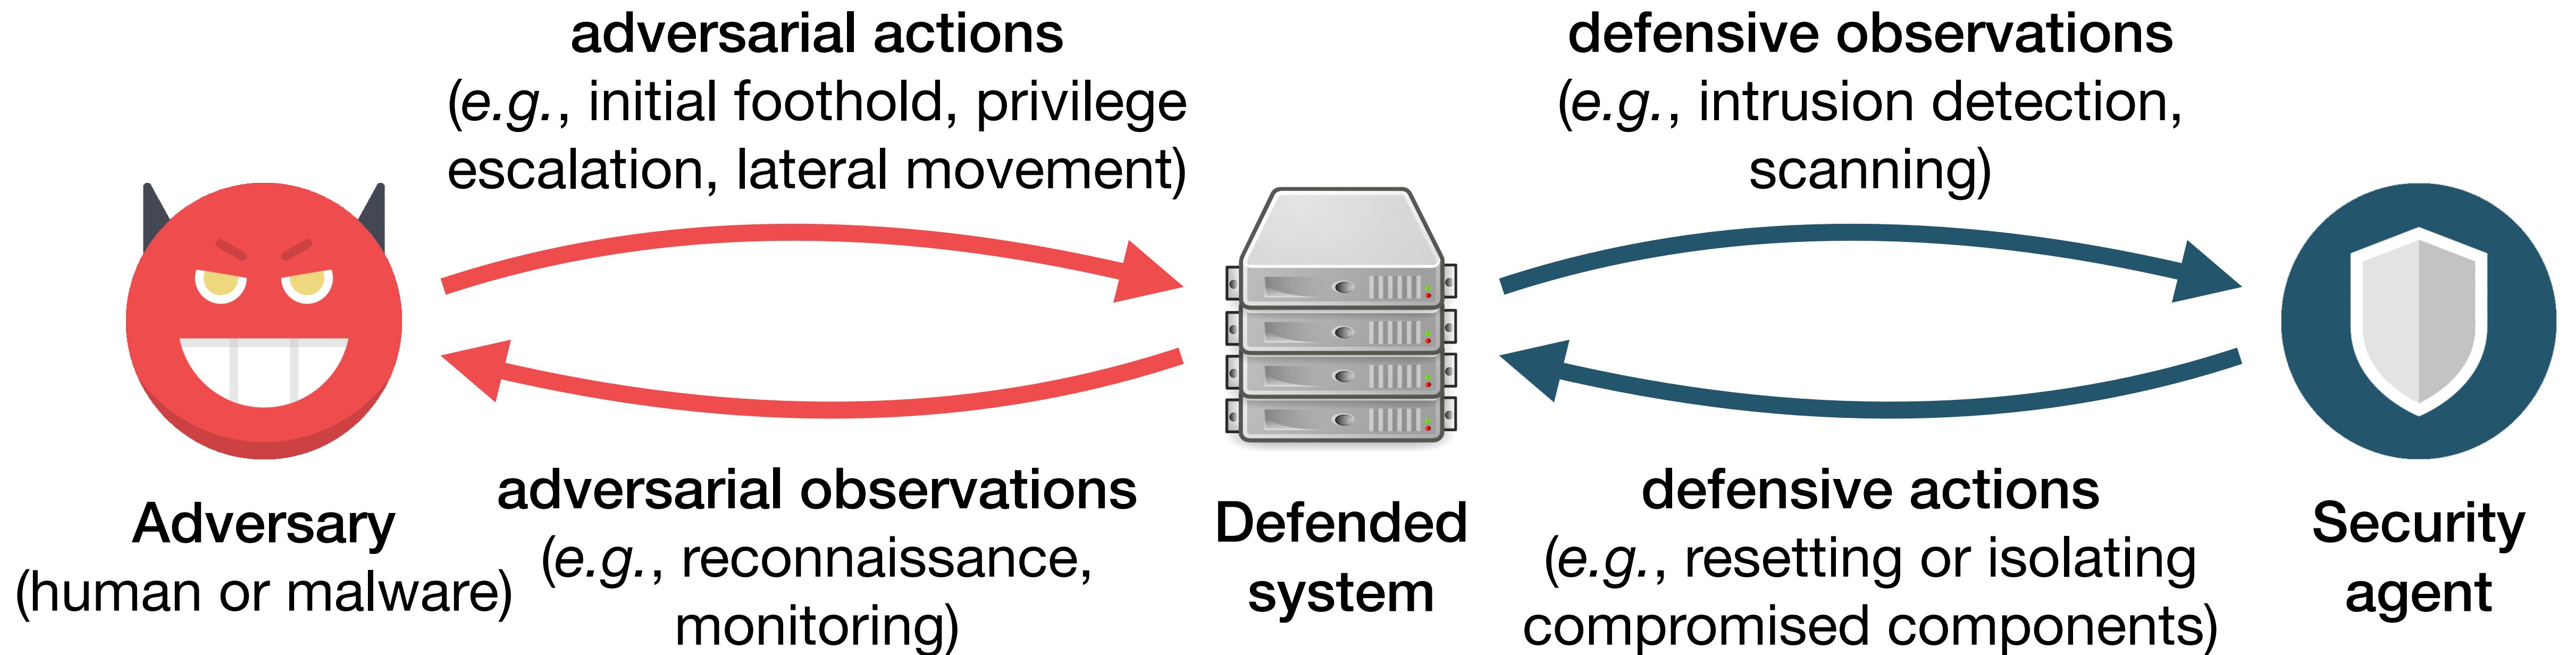 adversarial actions
(e.g., initial foothold, privilege
escalation, lateral movement)
defensive observations
(e.g., intrusion detection,
scanning)
Adversary
(human or malware)
adversarial observations
(e.g., reconnaissance,
monitoring)
Defended
system
defensive actions
(e.g., resetting or isolating
compromised components)
Security
agent